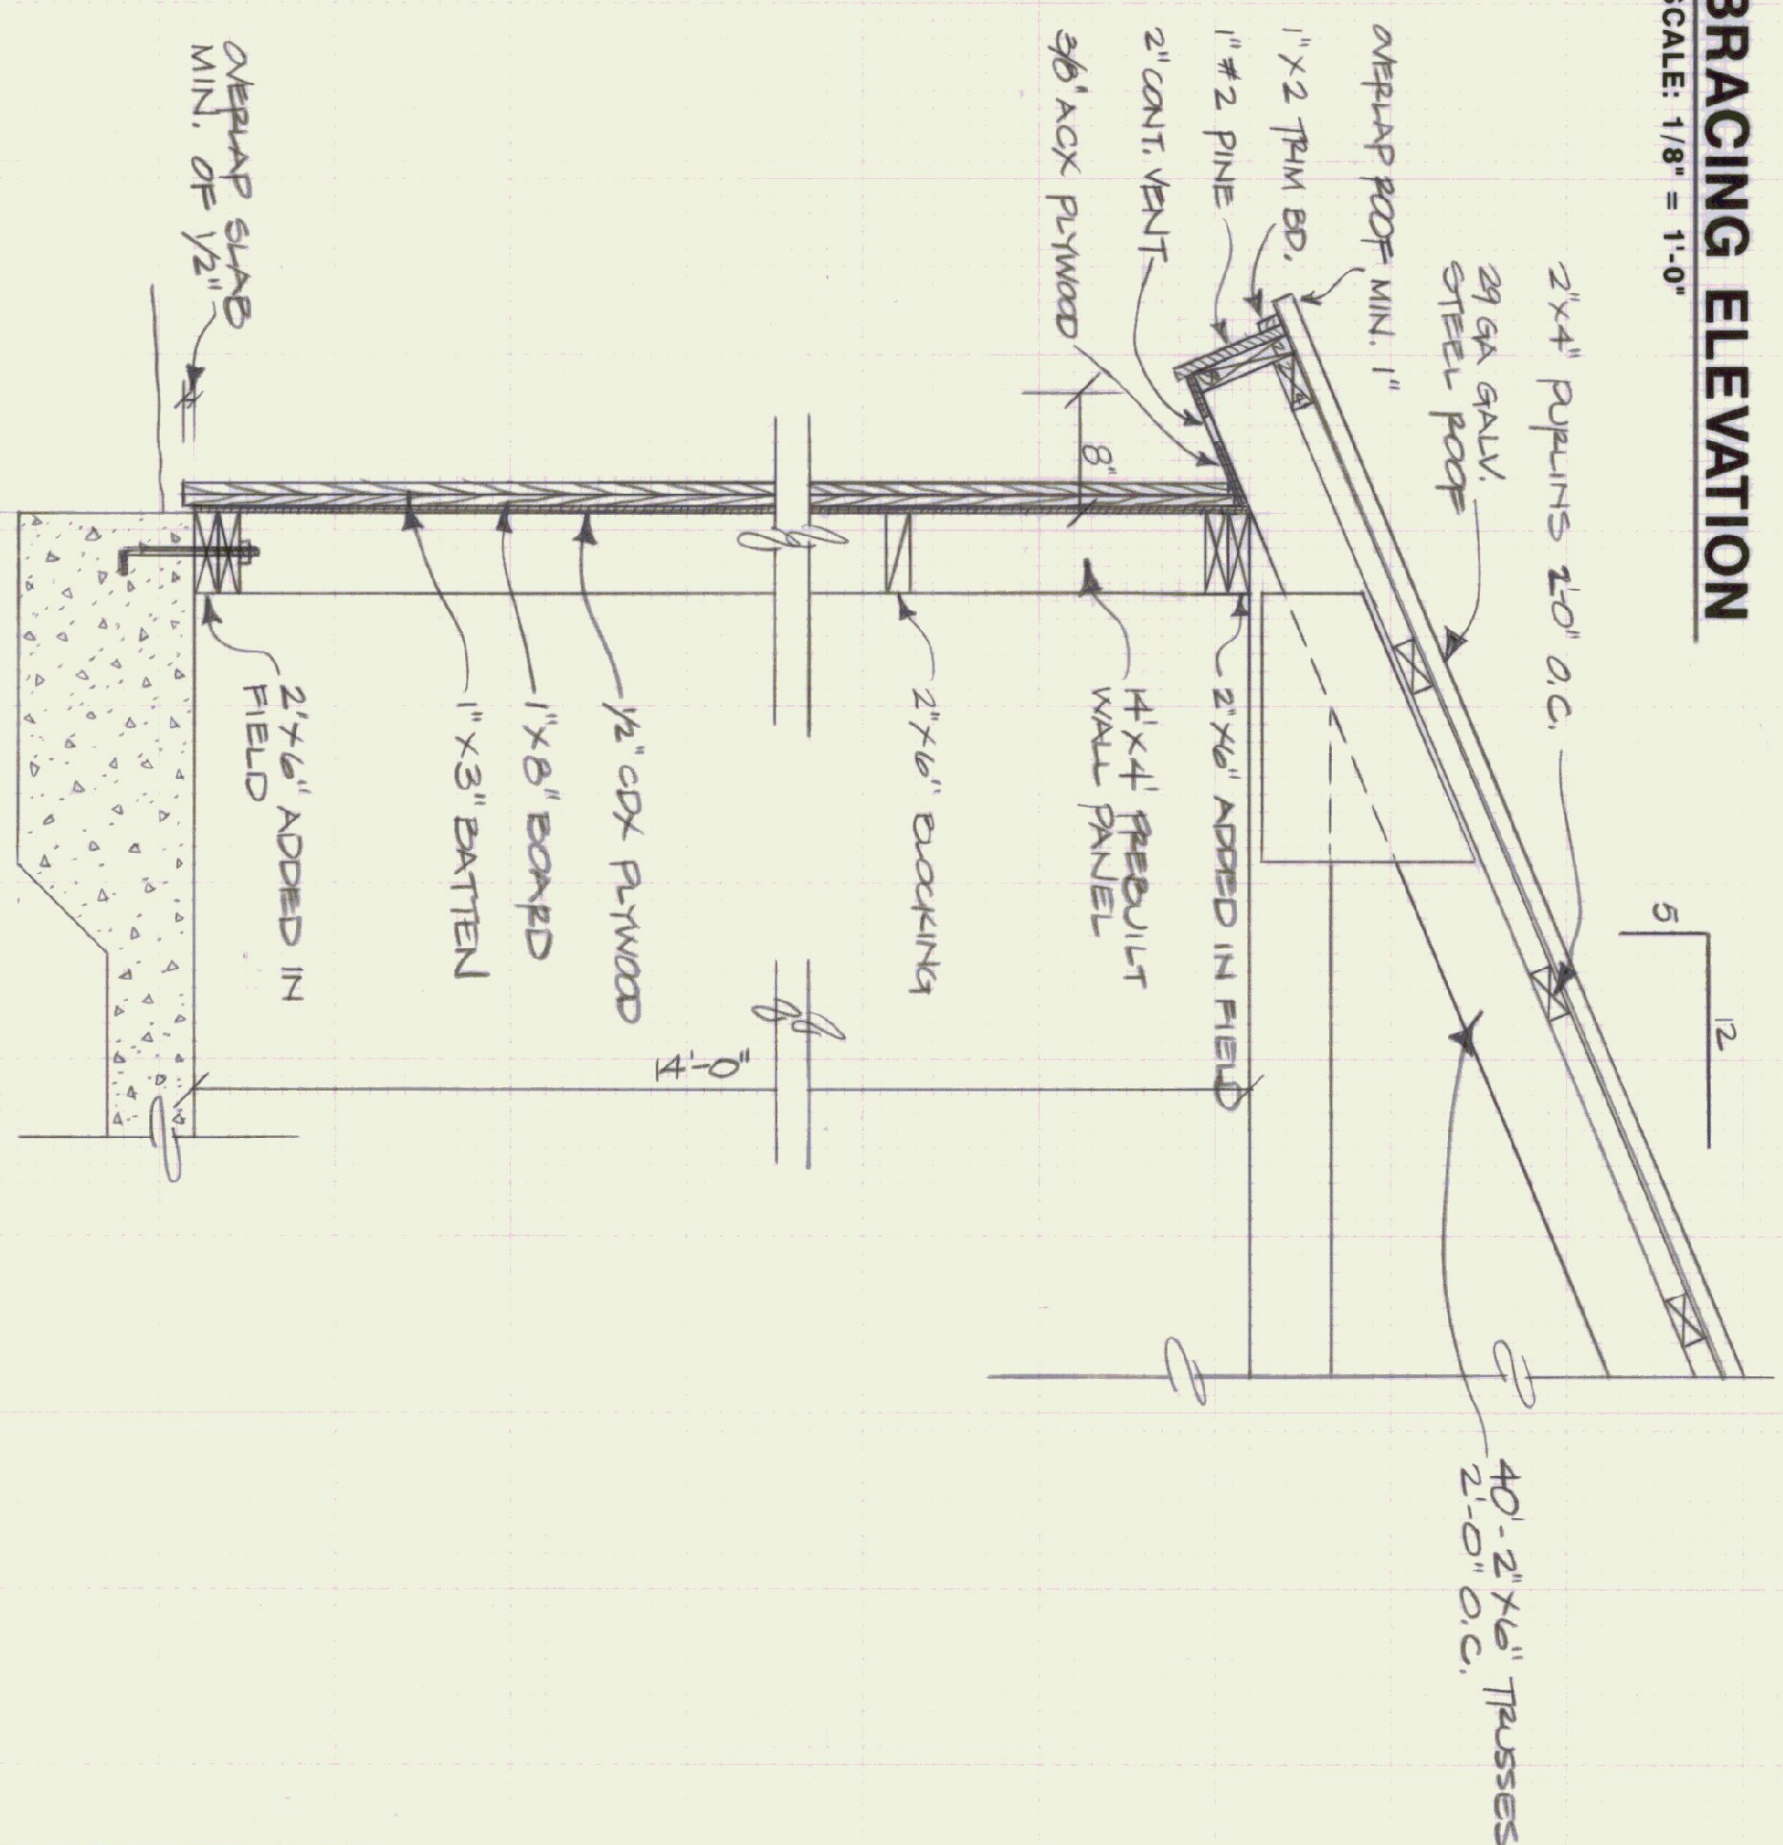 BRACING ELEVATION
SCALE: 1/8" = 1'-0"
2"X4" PURLINS 2'-0" O.C.
5
12
29 GA GALV.
STEEL ROOF
OVERLAP ROOF MIN. 1"
1"X2 TRIM BD.
1" #2 PINE
2" CONT. VENT
3/8" ACX PLYWOOD
8"
40'-2"X6" TRUSSES
2'-0" O.C.
2"X6" ADDED IN FIELD
14'X4' PREBUILT
WALL PANEL
2"X6" BLOCKING
14'-0"
1/2" CDX PLYWOOD
1"X8" BOARD
1"X3" BATTEN
2"X6" ADDED IN
FIELD
OVERLAP SLAB
MIN. OF 1/2"